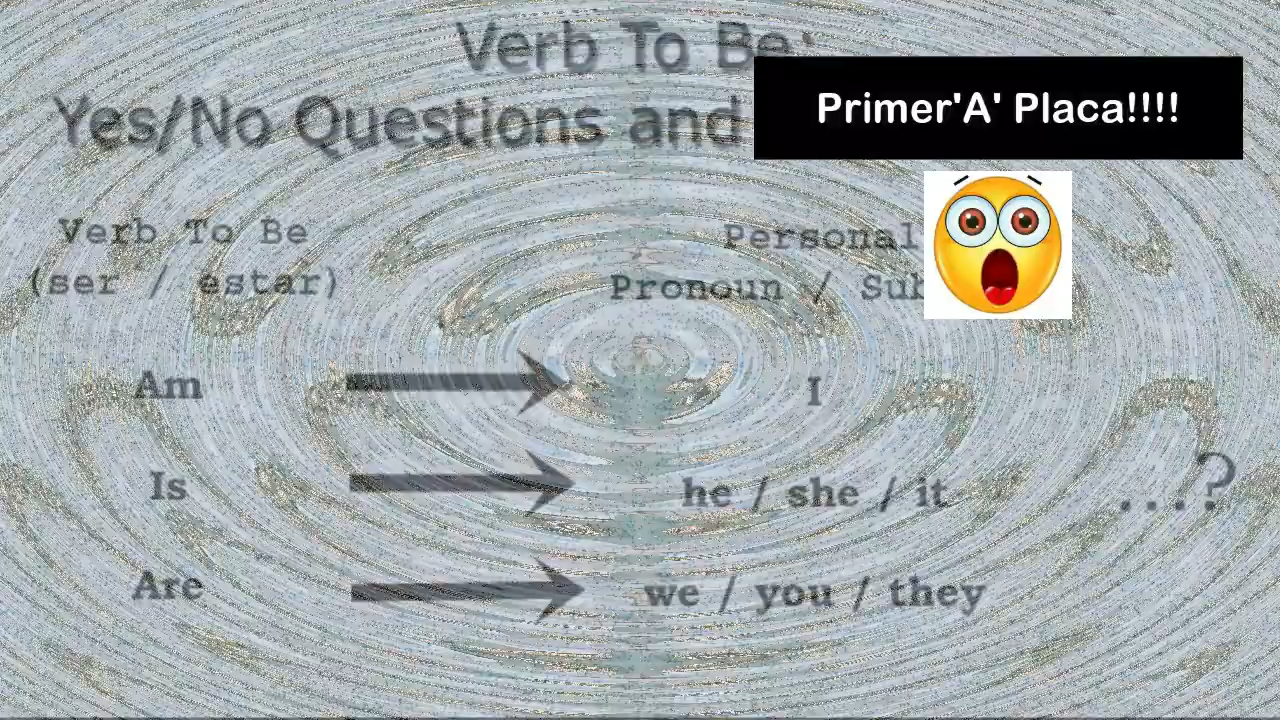 Verb To Be:
Yes/No Questions and
Primer'A' Placa!!!!
Verb To Be
(ser / estar)
Personal
Pronoun /
Am
I
Is
he / she / it
...?
Are
we / you / they